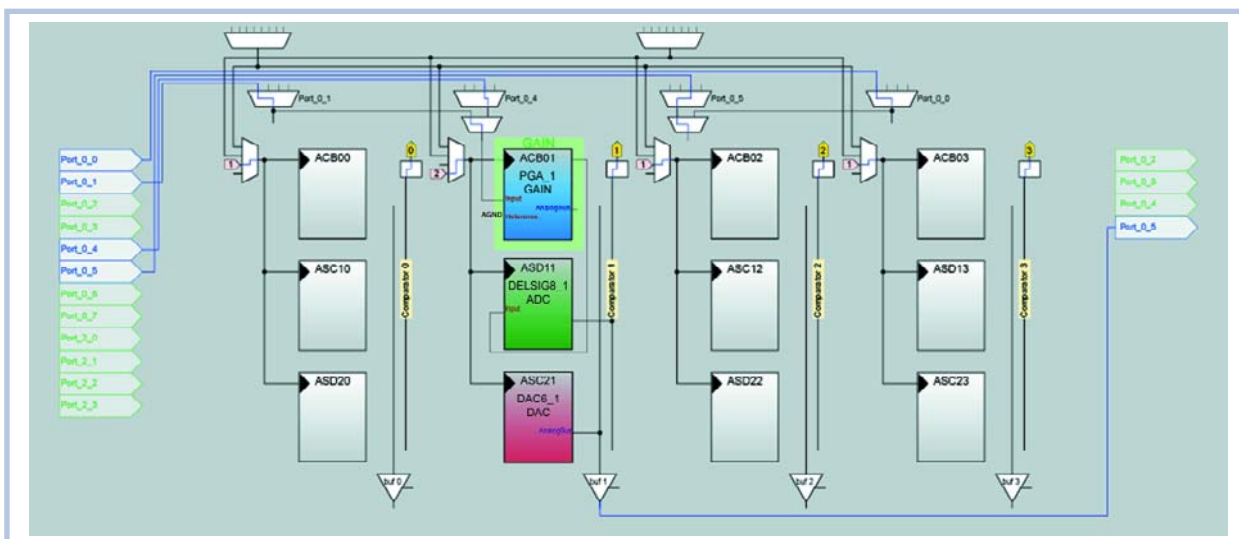 Port_0_1
Port_0_4
Port_0_5
Port_0_0
Port_0_0
Port_0_1
Port_0_2
Port_0_3
Port_0_4
Port_0_5
Port_0_6
Port_0_7
Port_2_0
Port_2_1
Port_2_2
Port_2_3
1
ACB00
ASC10
ASD20
0
Comparator 0
buf 0
2
GAIN
ACB01
PGA_1
GAIN
Input
AGND
ASD11
DELSIG8_1
ADC
Input
ASC21
DAC6_1
DAC
AnalogBus
1
Comparator 1
buf 1
1
ACB02
ASC12
ASD22
2
Comparator 2
buf 2
1
ACB03
ASD13
ASC23
3
Comparator 3
buf 3
Port_0_2
Port_0_3
Port_0_4
Port_0_5